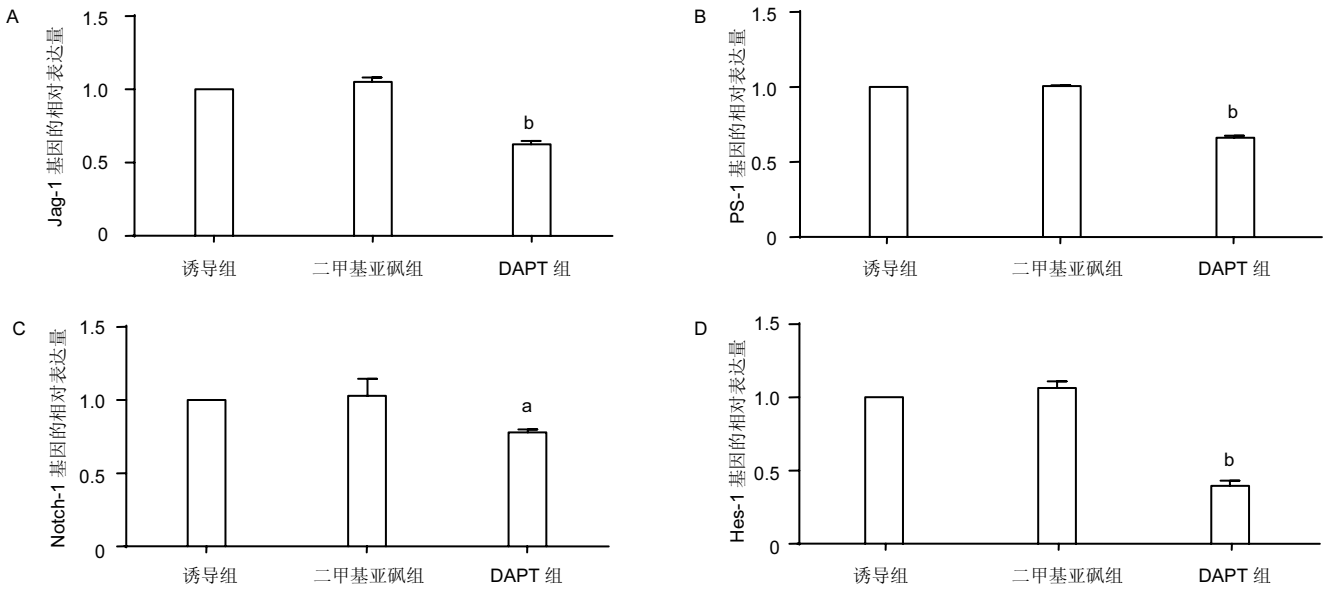 A
Jag-1 基因的相对表达量
1.5
1.0
0.5
0
b
诱导组
二甲基亚砜组
DAPT 组
B
PS-1 基因的相对表达量
1.5
1.0
0.5
0
b
诱导组
二甲基亚砜组
DAPT 组
C
Notch-1 基因的相对表达量
1.5
1.0
0.5
0
a
诱导组
二甲基亚砜组
DAPT 组
D
Hes-1 基因的相对表达量
1.5
1.0
0.5
0
b
诱导组
二甲基亚砜组
DAPT 组